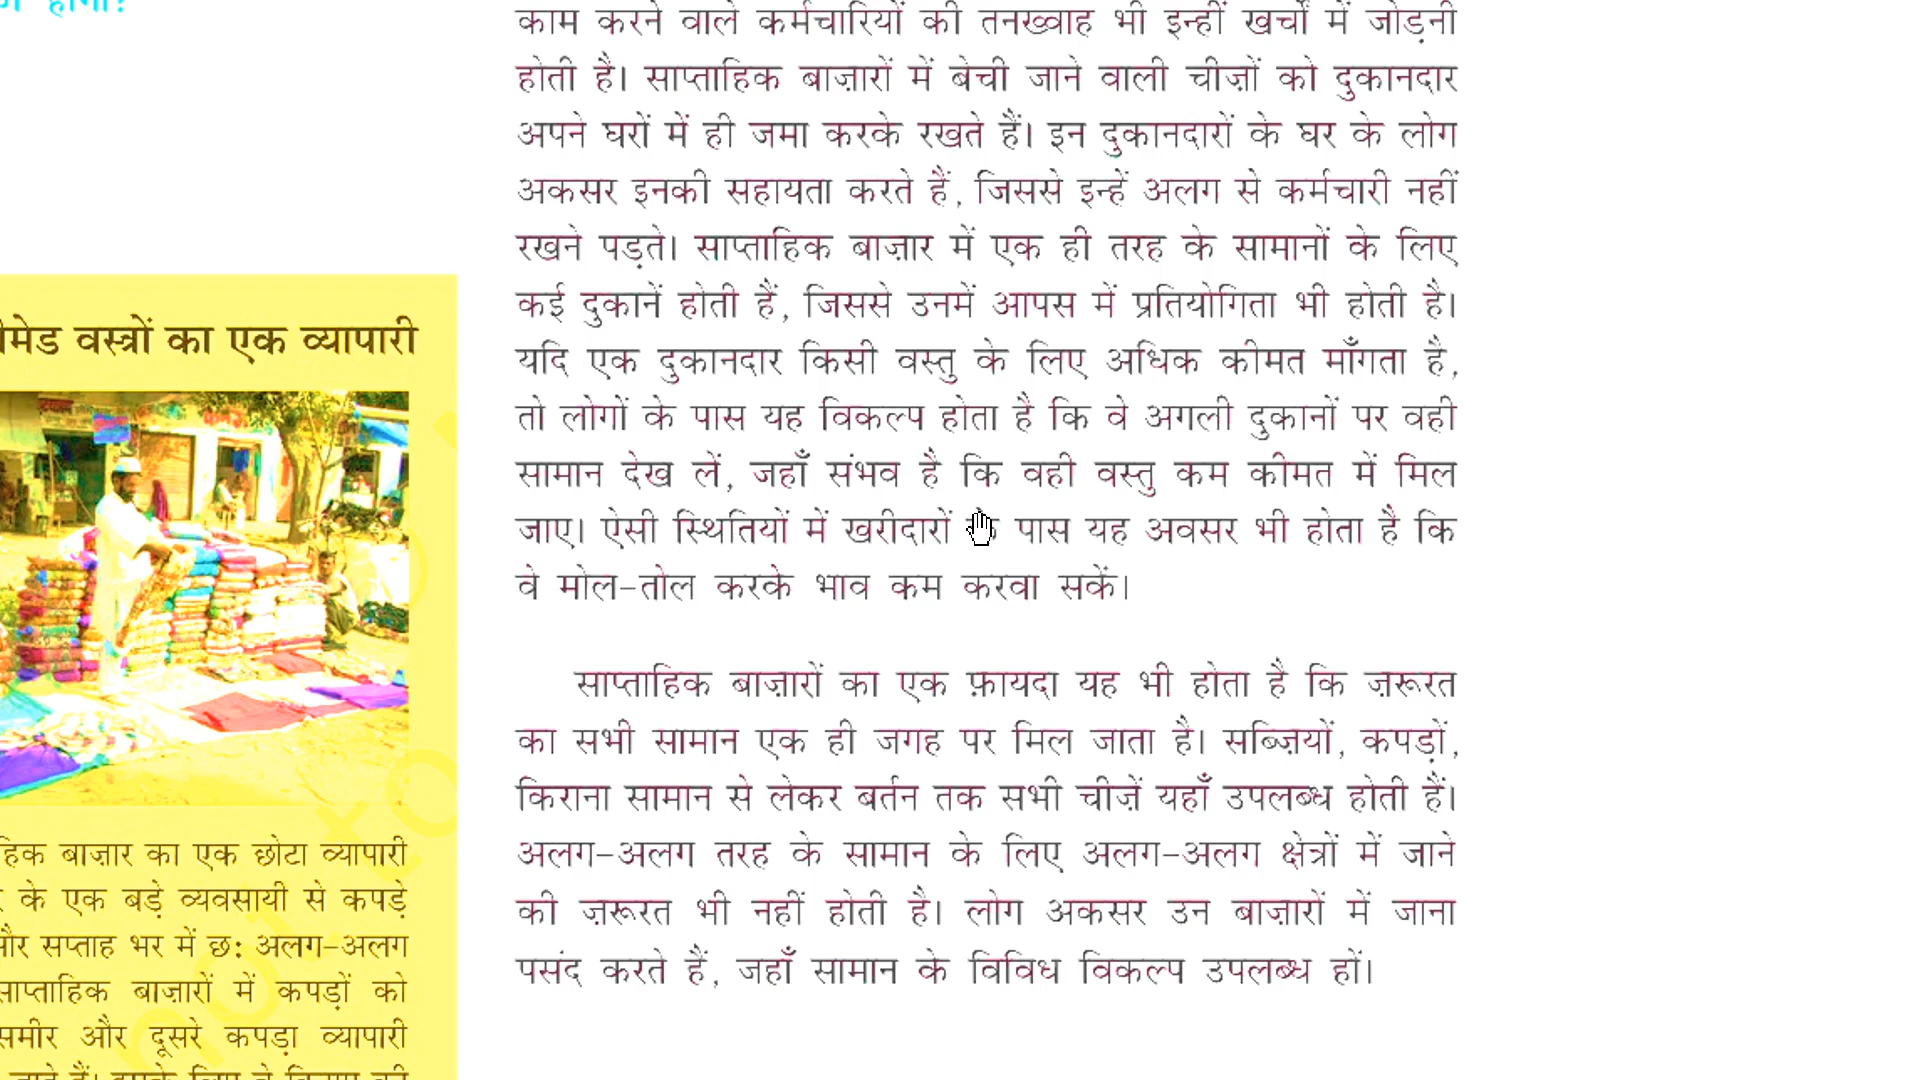 होगा?
काम करने वाले कर्मचारियों की तनख्वाह भी इन्हीं खर्चों में जोड़नी
होती है। साप्ताहिक बाज़ारों में बेची जाने वाली चीज़ों को दुकानदार
अपने घरों में ही जमा करके रखते हैं। इन दुकानदारों के घर के लोग
अकसर इनकी सहायता करते हैं, जिससे इन्हें अलग से कर्मचारी नहीं
रखने पड़ते। साप्ताहिक बाज़ार में एक ही तरह के सामानों के लिए
कई दुकानें होती हैं, जिससे उनमें आपस में प्रतियोगिता भी होती है।
यदि एक दुकानदार किसी वस्तु के लिए अधिक कीमत माँगता है,
तो लोगों के पास यह विकल्प होता है कि वे अगली दुकानों पर वही
सामान देख लें, जहाँ संभव है कि वही वस्तु कम कीमत में मिल
जाए। ऐसी स्थितियों में खरीदारों के पास यह अवसर भी होता है कि
वे मोल-तोल करके भाव कम करवा सकें।
साप्ताहिक बाज़ारों का एक फ़ायदा यह भी होता है कि ज़रूरत
का सभी सामान एक ही जगह पर मिल जाता है। सब्ज़ियों, कपड़ों,
किराना सामान से लेकर बर्तन तक सभी चीज़ें यहाँ उपलब्ध होती हैं।
अलग-अलग तरह के सामान के लिए अलग-अलग क्षेत्रों में जाने
की ज़रूरत भी नहीं होती है। लोग अकसर उन बाज़ारों में जाना
पसंद करते हैं, जहाँ सामान के विविध विकल्प उपलब्ध हों।
वस्त्रों का एक व्यापारी
बाज़ार का एक छोटा व्यापारी
के एक बड़े व्यवसायी से कपड़े
और सप्ताह भर में छः अलग-अलग
साप्ताहिक बाज़ारों में कपड़ों को
समीर और दूसरे कपड़ा व्यापारी